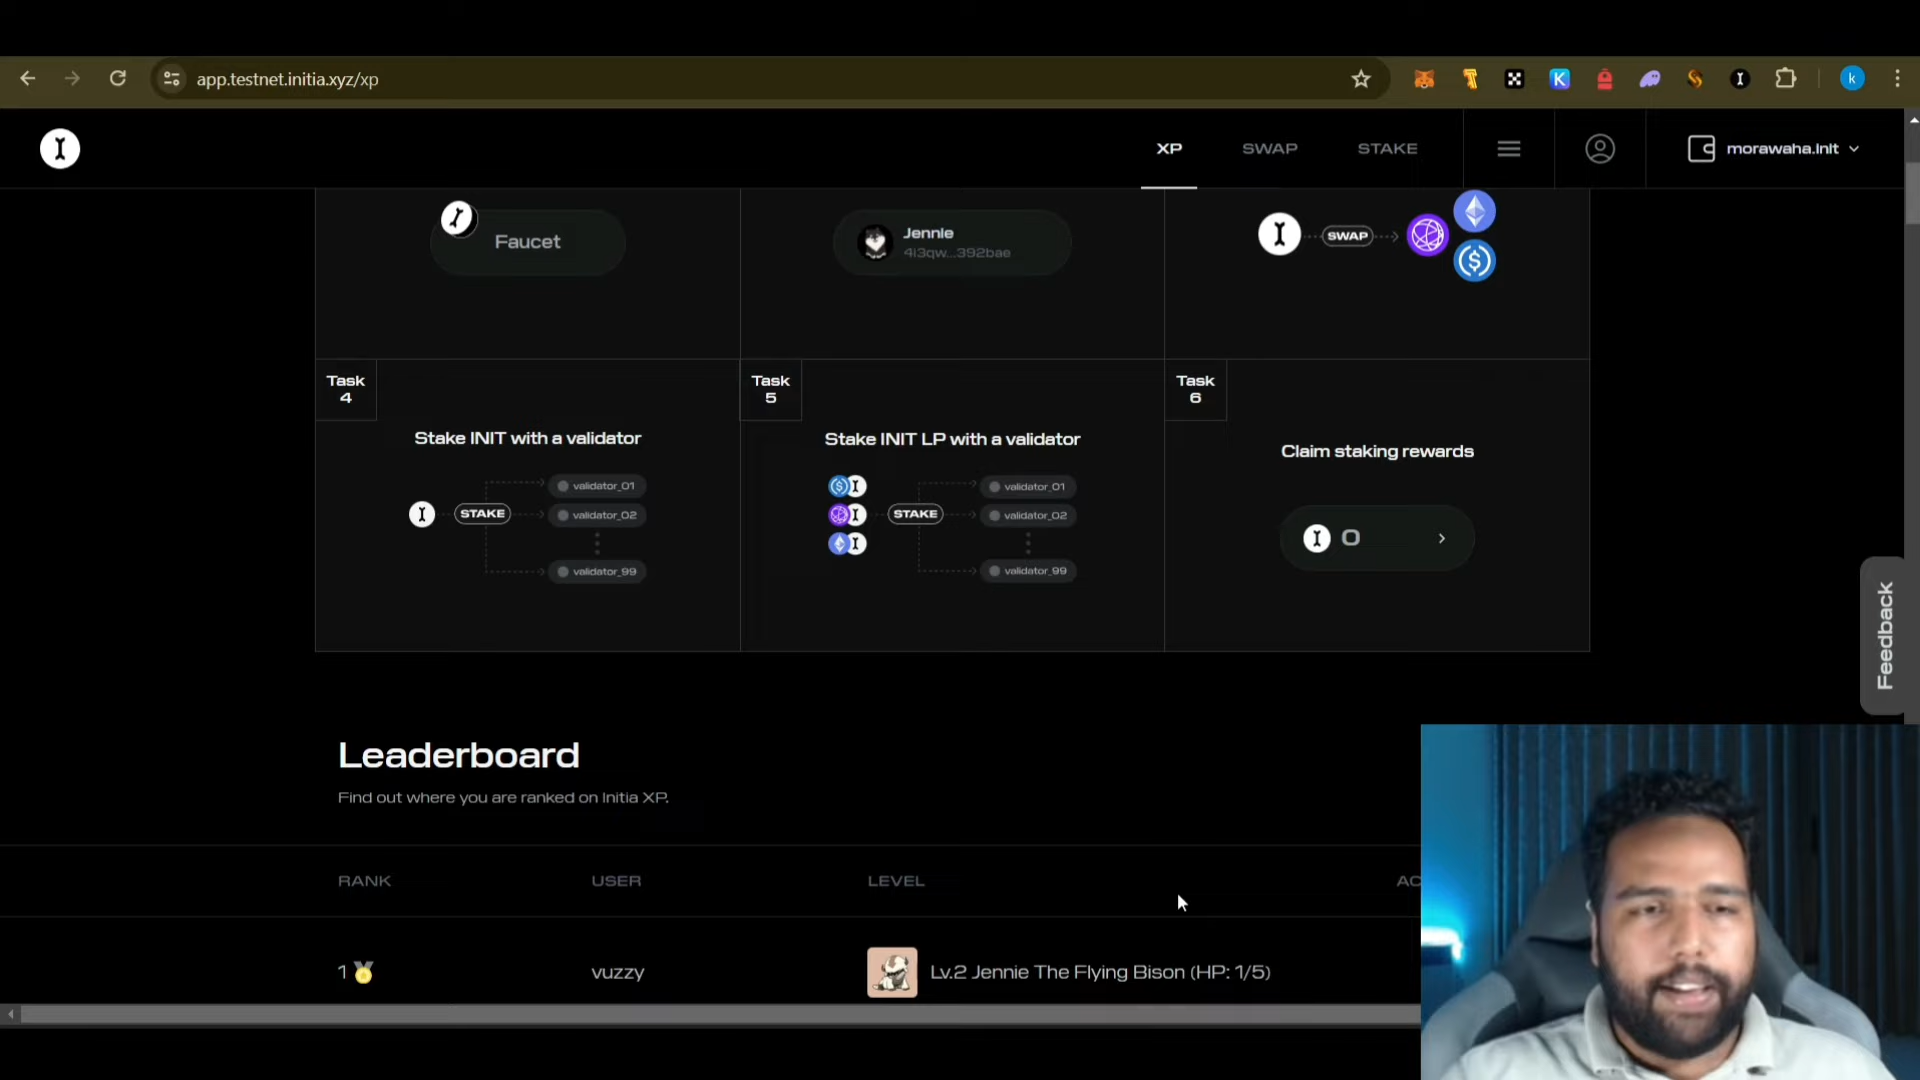 app.testnet.initia.xyz/xp
K
k
XP
SWAP
STAKE
morawaha.init
Faucet
Jennie
4i3qw...392bae
SWAP
Task
4
Stake INIT with a validator
STAKE
validator_01
validator_02
validator_99
Task
5
Stake INIT LP with a validator
STAKE
validator_01
validator_02
validator_99
Task
6
Claim staking rewards
0
Feedback
Leaderboard
Find out where you are ranked on Initia XP.
RANK
USER
LEVEL
AC
1
vuzzy
Lv.2 Jennie The Flying Bison (HP: 1/5)